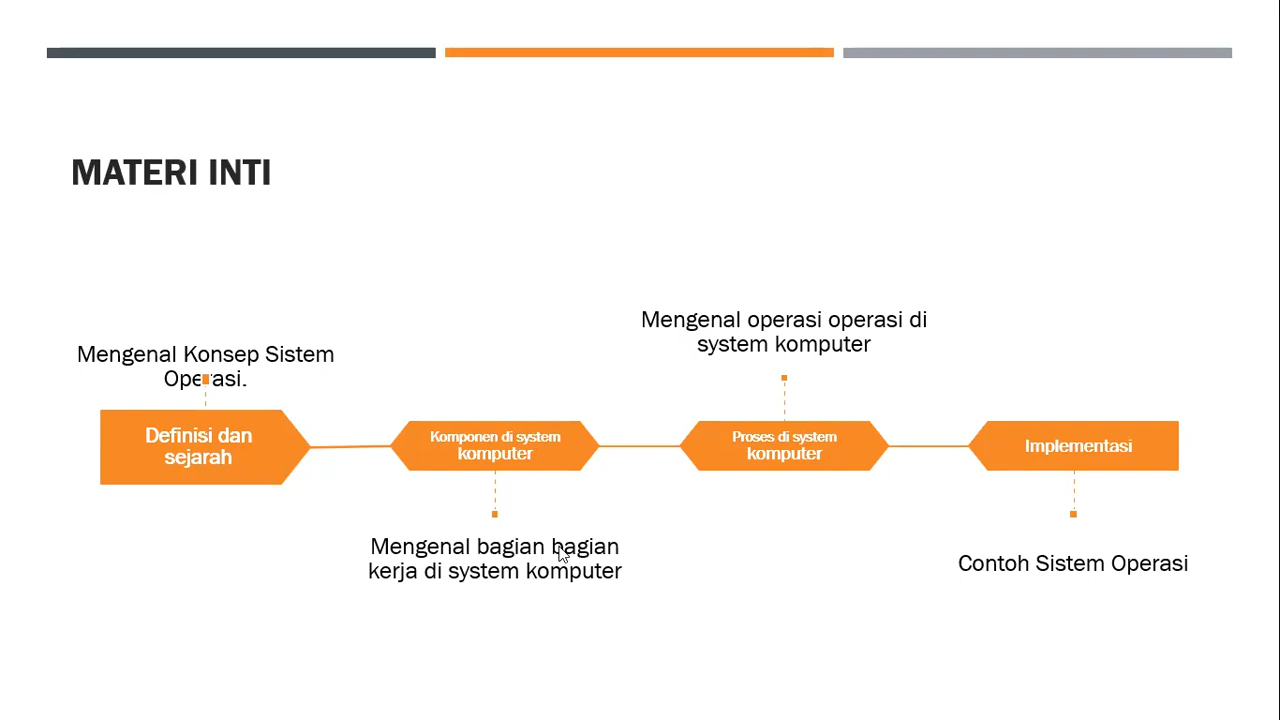 MATERI INTI
Mengenal Konsep Sistem
Operasi.
Definisi dan
sejarah
Komponen di system
komputer
Mengenal bagian bagian
kerja di system komputer
Mengenal operasi operasi di
system komputer
Proses di system
komputer
Implementasi
Contoh Sistem Operasi